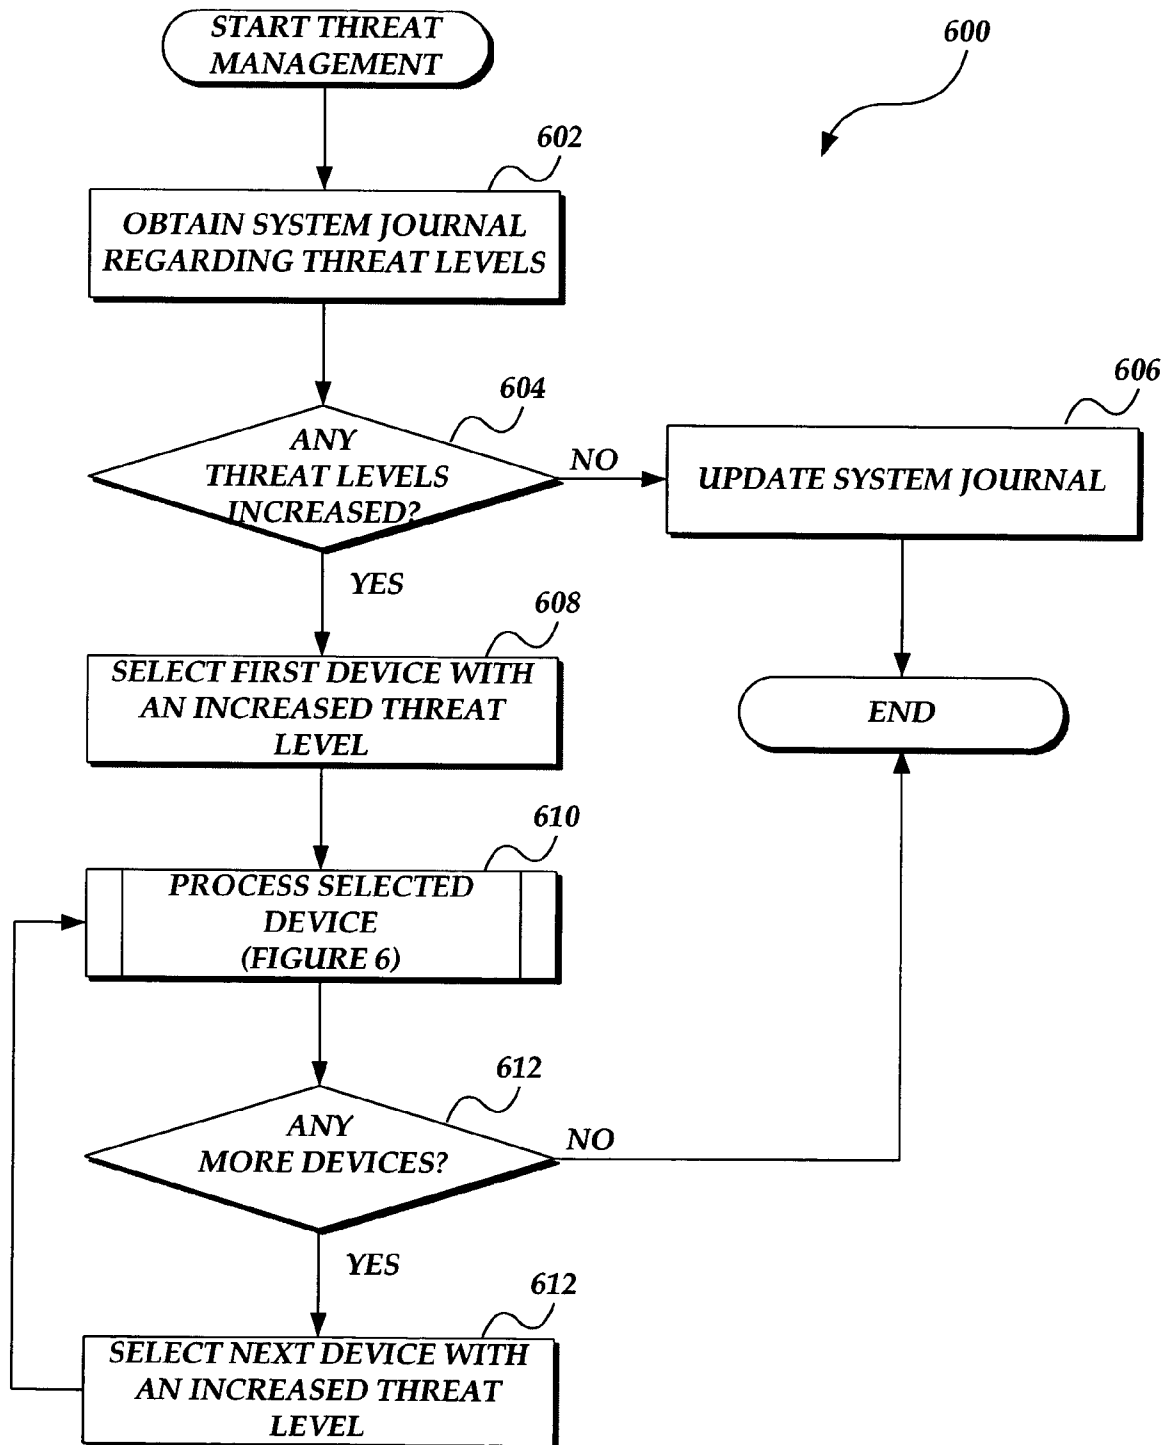 START THREAT
MANAGEMENT
600
602
OBTAIN SYSTEM JOURNAL
REGARDING THREAT LEVELS
604
ANY
THREAT LEVELS
INCREASED?
NO
606
UPDATE SYSTEM JOURNAL
YES
608
SELECT FIRST DEVICE WITH
AN INCREASED THREAT
LEVEL
END
610
PROCESS SELECTED
DEVICE
(FIGURE 6)
612
ANY
MORE DEVICES?
NO
YES
612
SELECT NEXT DEVICE WITH
AN INCREASED THREAT
LEVEL